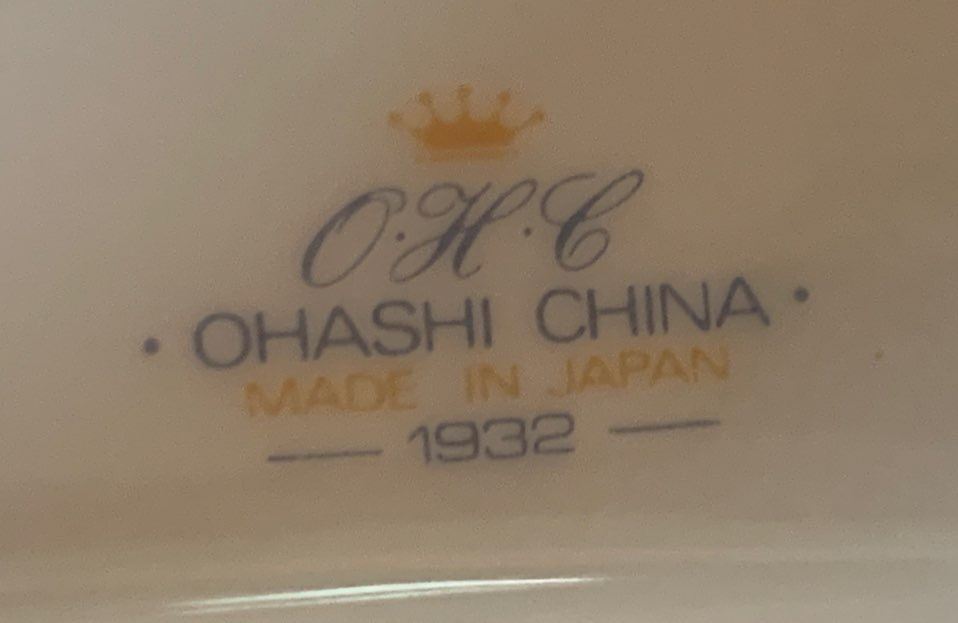 O·H·C
· OHASHI CHINA ·
MADE IN JAPAN
— 1932 —